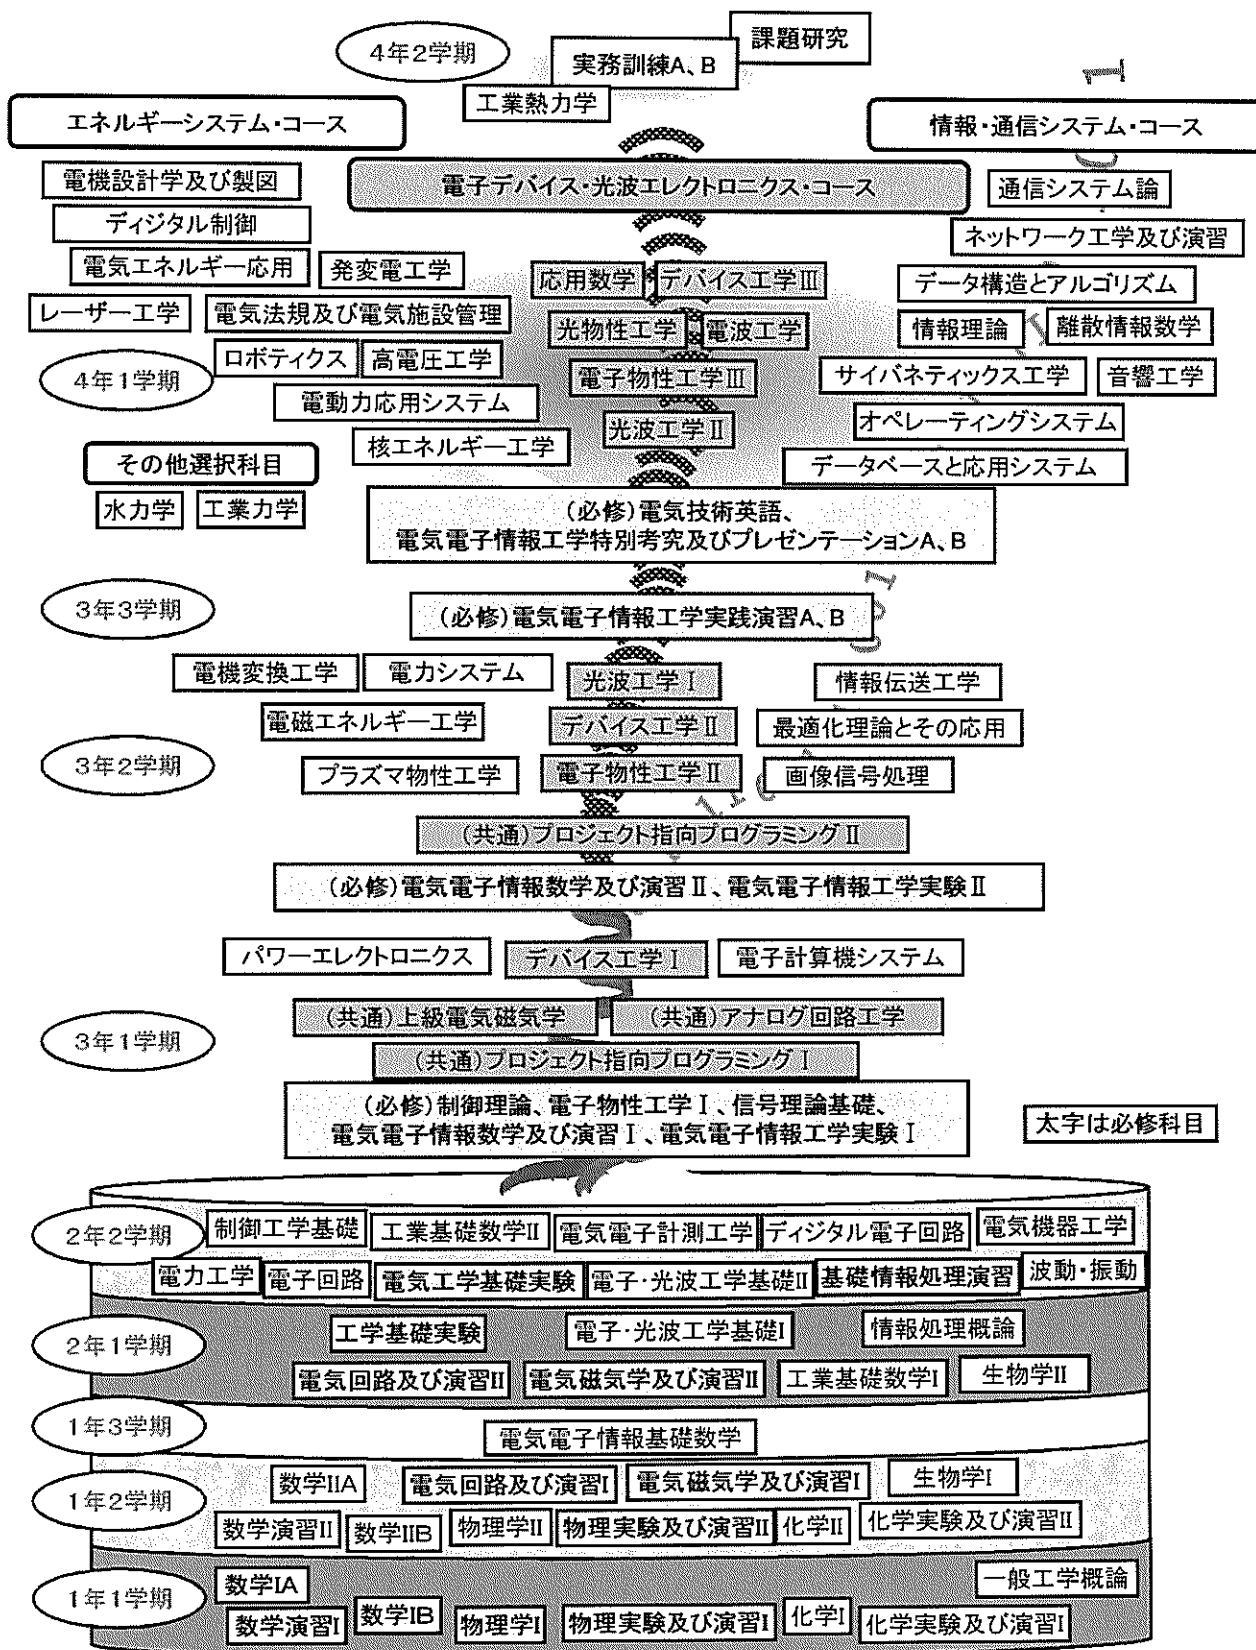 4年2学期
課題研究
実務訓練A、B
工業熱力学
エネルギーシステム・コース
情報・通信システム・コース
電子デバイス・光波エレクトロニクス・コース
電機設計学及び製図
通信システム論
ディジタル制御
ネットワーク工学及び演習
電気エネルギー応用
発変電工学
応用数学
デバイス工学Ⅲ
データ構造とアルゴリズム
レーザー工学
電気法規及び電気施設管理
光物性工学
電波工学
情報理論
離散情報数学
4年1学期
ロボティクス
高電圧工学
電子物性工学Ⅲ
サイバネティックス工学
音響工学
電動力応用システム
光波工学Ⅱ
オペレーティングシステム
核エネルギー工学
データベースと応用システム
その他選択科目
水力学
工業力学
(必修)電気技術英語、
電気電子情報工学特別考究及びプレゼンテーションA、B
3年3学期
(必修)電気電子情報工学実践演習A、B
電機変換工学
電力システム
光波工学Ⅰ
情報伝送工学
電磁エネルギー工学
デバイス工学Ⅱ
最適化理論とその応用
3年2学期
プラズマ物性工学
電子物性工学Ⅱ
画像信号処理
(共通)プロジェクト指向プログラミングⅡ
(必修)電気電子情報数学及び演習Ⅱ、電気電子情報工学実験Ⅱ
パワーエレクトロニクス
デバイス工学Ⅰ
電子計算機システム
3年1学期
(共通)上級電気磁気学
(共通)アナログ回路工学
(共通)プロジェクト指向プログラミングⅠ
(必修)制御理論、電子物性工学Ⅰ、信号理論基礎、
電気電子情報数学及び演習Ⅰ、電気電子情報工学実験Ⅰ
太字は必修科目
2年2学期
制御工学基礎
工業基礎数学II
電気電子計測工学
ディジタル電子回路
電気機器工学
電力工学
電子回路
電気工学基礎実験
電子・光波工学基礎II
基礎情報処理演習
波動・振動
2年1学期
工学基礎実験
電子・光波工学基礎I
情報処理概論
電気回路及び演習II
電気磁気学及び演習II
工業基礎数学I
生物学II
1年3学期
電気電子情報基礎数学
1年2学期
数学IIA
電気回路及び演習I
電気磁気学及び演習I
生物学I
数学演習II
数学IIB
物理学II
物理実験及び演習II
化学II
化学実験及び演習II
1年1学期
数学IA
一般工学概論
数学演習I
数学IB
物理学I
物理実験及び演習I
化学I
化学実験及び演習I